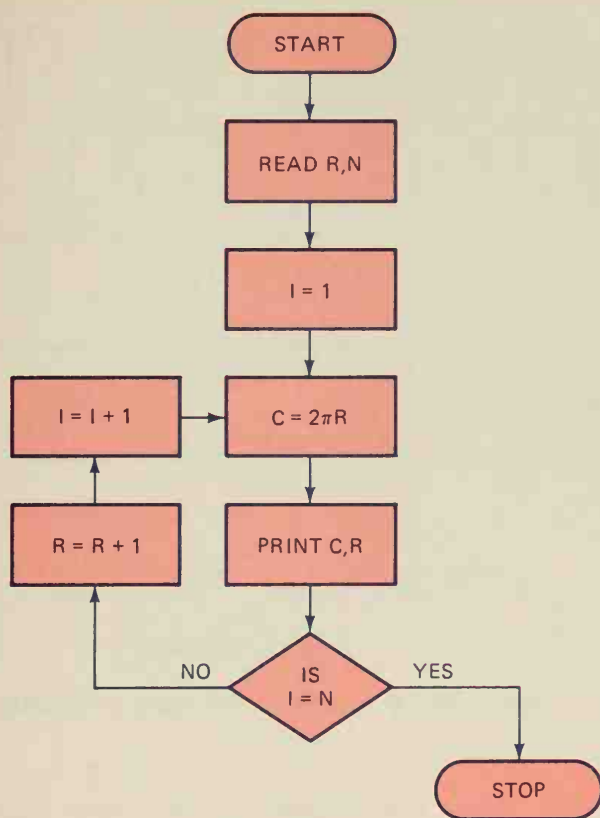 START
READ R,N
I = 1
I = I + 1
C = 2πR
R = R + 1
PRINT C,R
NO
IS
I = N
YES
STOP